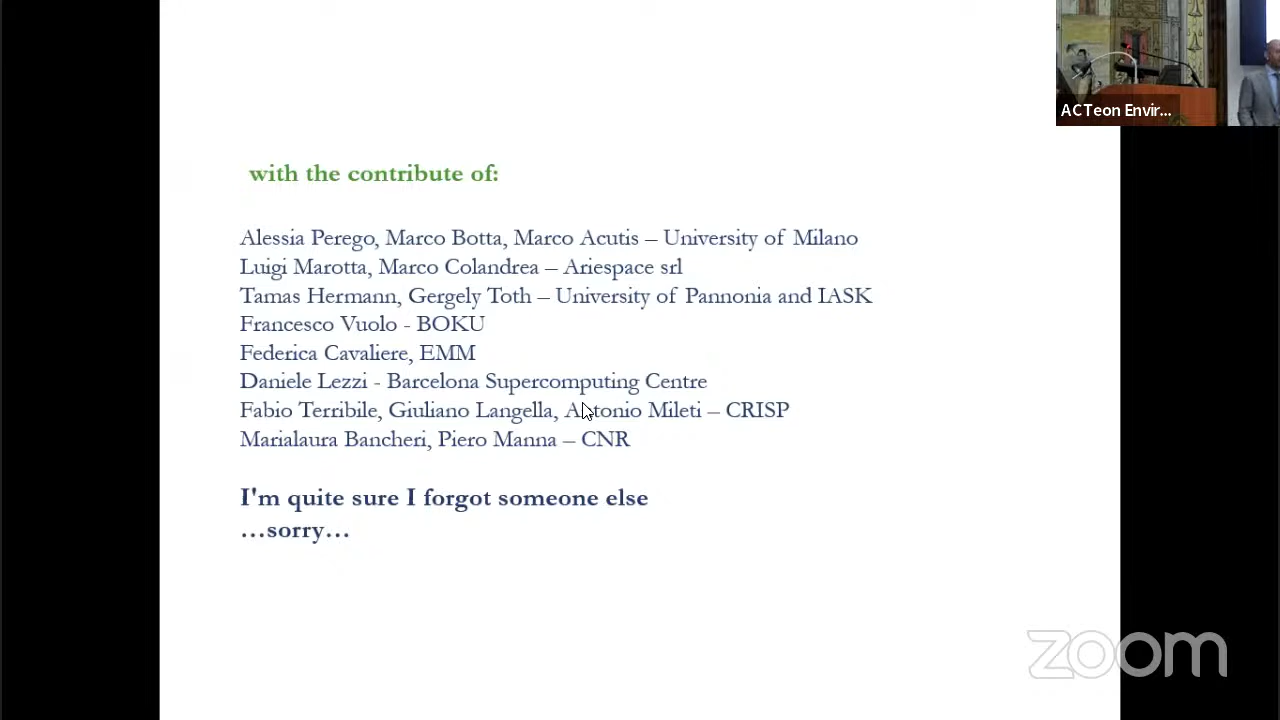 ACTeon Envir...
with the contribute of:
Alessia Perego, Marco Botta, Marco Acutis – University of Milano
Luigi Marotta, Marco Colandrea – Ariespace srl
Tamas Hermann, Gergely Toth – University of Pannonia and IASK
Francesco Vuolo - BOKU
Federica Cavaliere, EMM
Daniele Lezzi - Barcelona Supercomputing Centre
Fabio Terribile, Giuliano Langella, Antonio Mileti – CRISP
Marialaura Bancheri, Piero Manna – CNR
I'm quite sure I forgot someone else
…sorry…
zoom